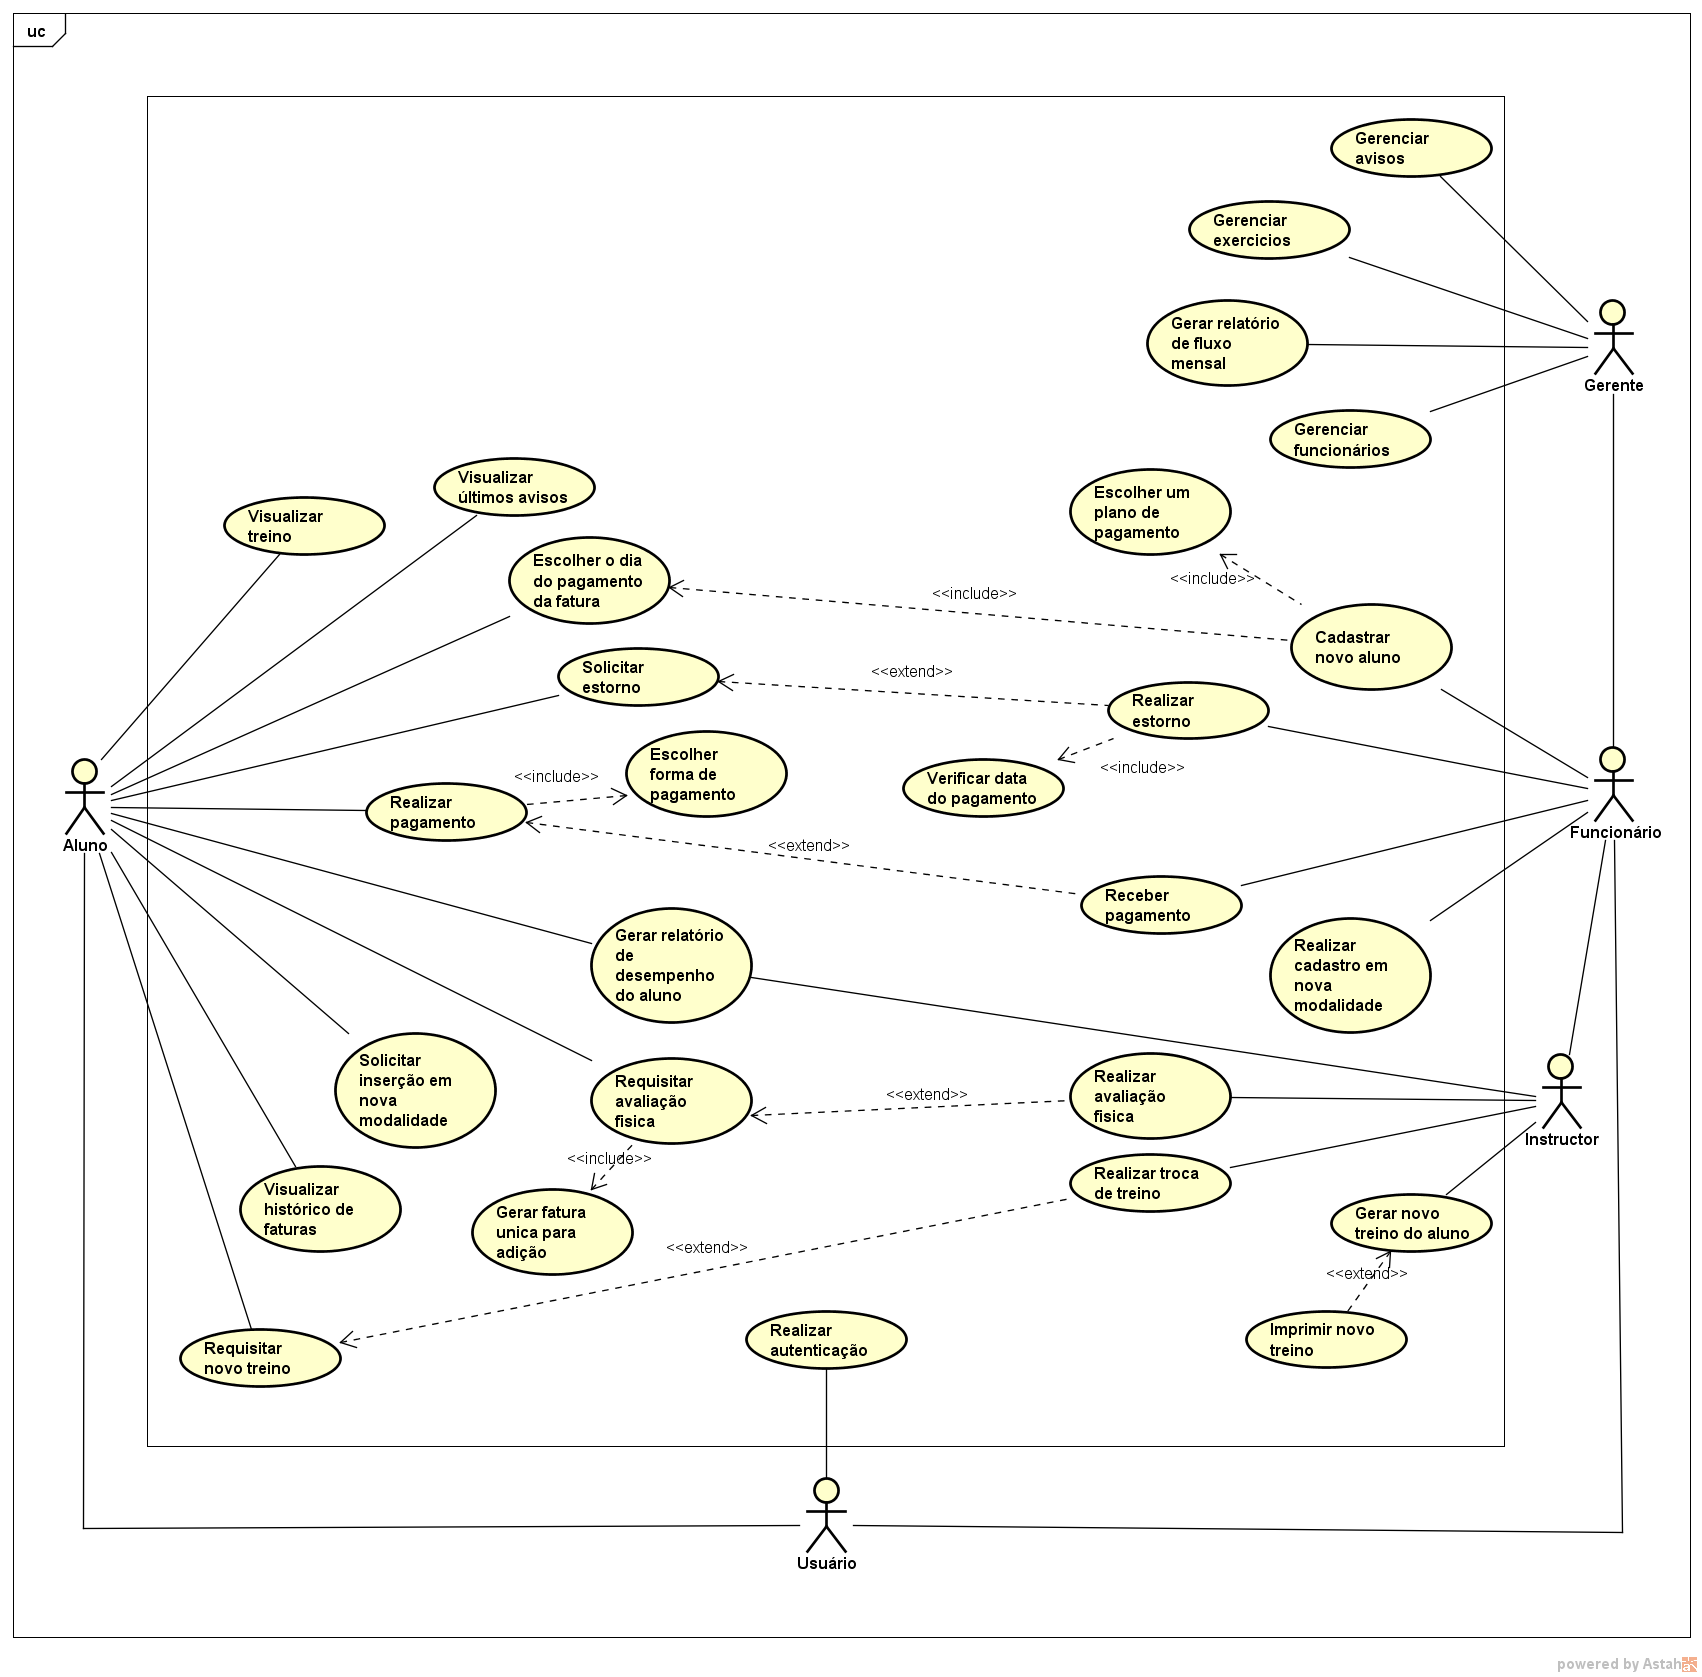 uc
Gerenciar
avisos
Gerenciar
exercicios
Gerar relatório
de fluxo
mensal
Gerente
Gerenciar
funcionários
Visualizar
últimos avisos
Visualizar
treino
Escolher um
plano de
pagamento
Escolher o dia
do pagamento
da fatura
<<include>>
<<include>>
Cadastrar
novo aluno
Solicitar
estorno
<<extend>>
Realizar
estorno
Escolher
forma de
pagamento
<<include>>
<<include>>
Verificar data
do pagamento
Realizar
pagamento
Aluno
Funcionário
<<extend>>
Receber
pagamento
Gerar relatório
de
desempenho
do aluno
Realizar
cadastro em
nova
modalidade
Solicitar
inserção em
nova
modalidade
Requisitar
avaliação
fisica
<<extend>>
Realizar
avaliação
fisica
Instructor
<<include>>
Realizar troca
de treino
Visualizar
histórico de
faturas
Gerar fatura
unica para
adição
Gerar novo
treino do aluno
<<extend>>
<<extend>>
Requisitar
novo treino
Realizar
autenticação
Imprimir novo
treino
Usuário
powered by Astah